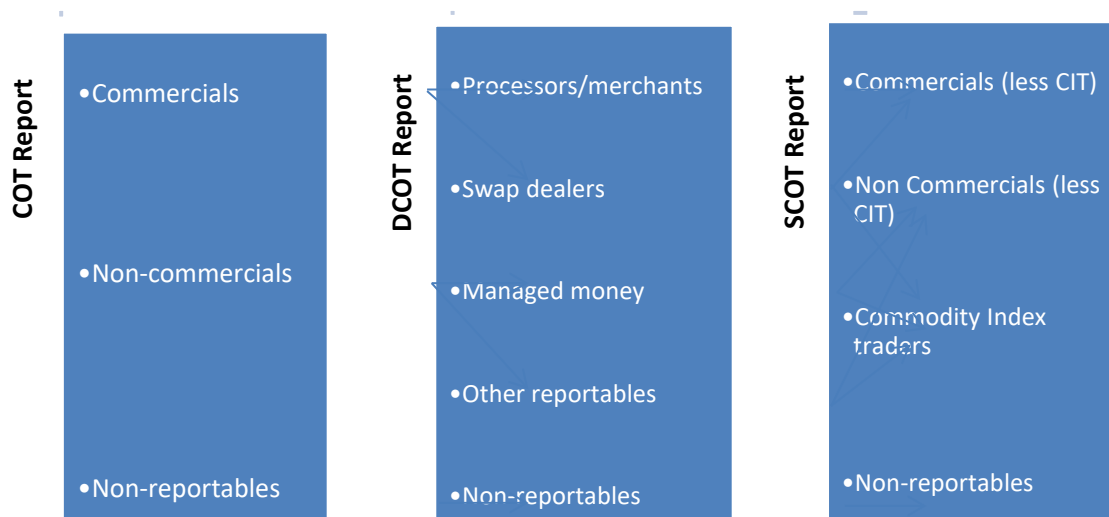 COT Report
•Commercials
•Non-commercials
•Non-reportables
DCOT Report
•Processors/merchants
•Swap dealers
•Managed money
•Other reportables
•Non-reportables
SCOT Report
•Commercials (less CIT)
•Non Commercials (less
CIT)
•Commodity Index
traders
•Non-reportables